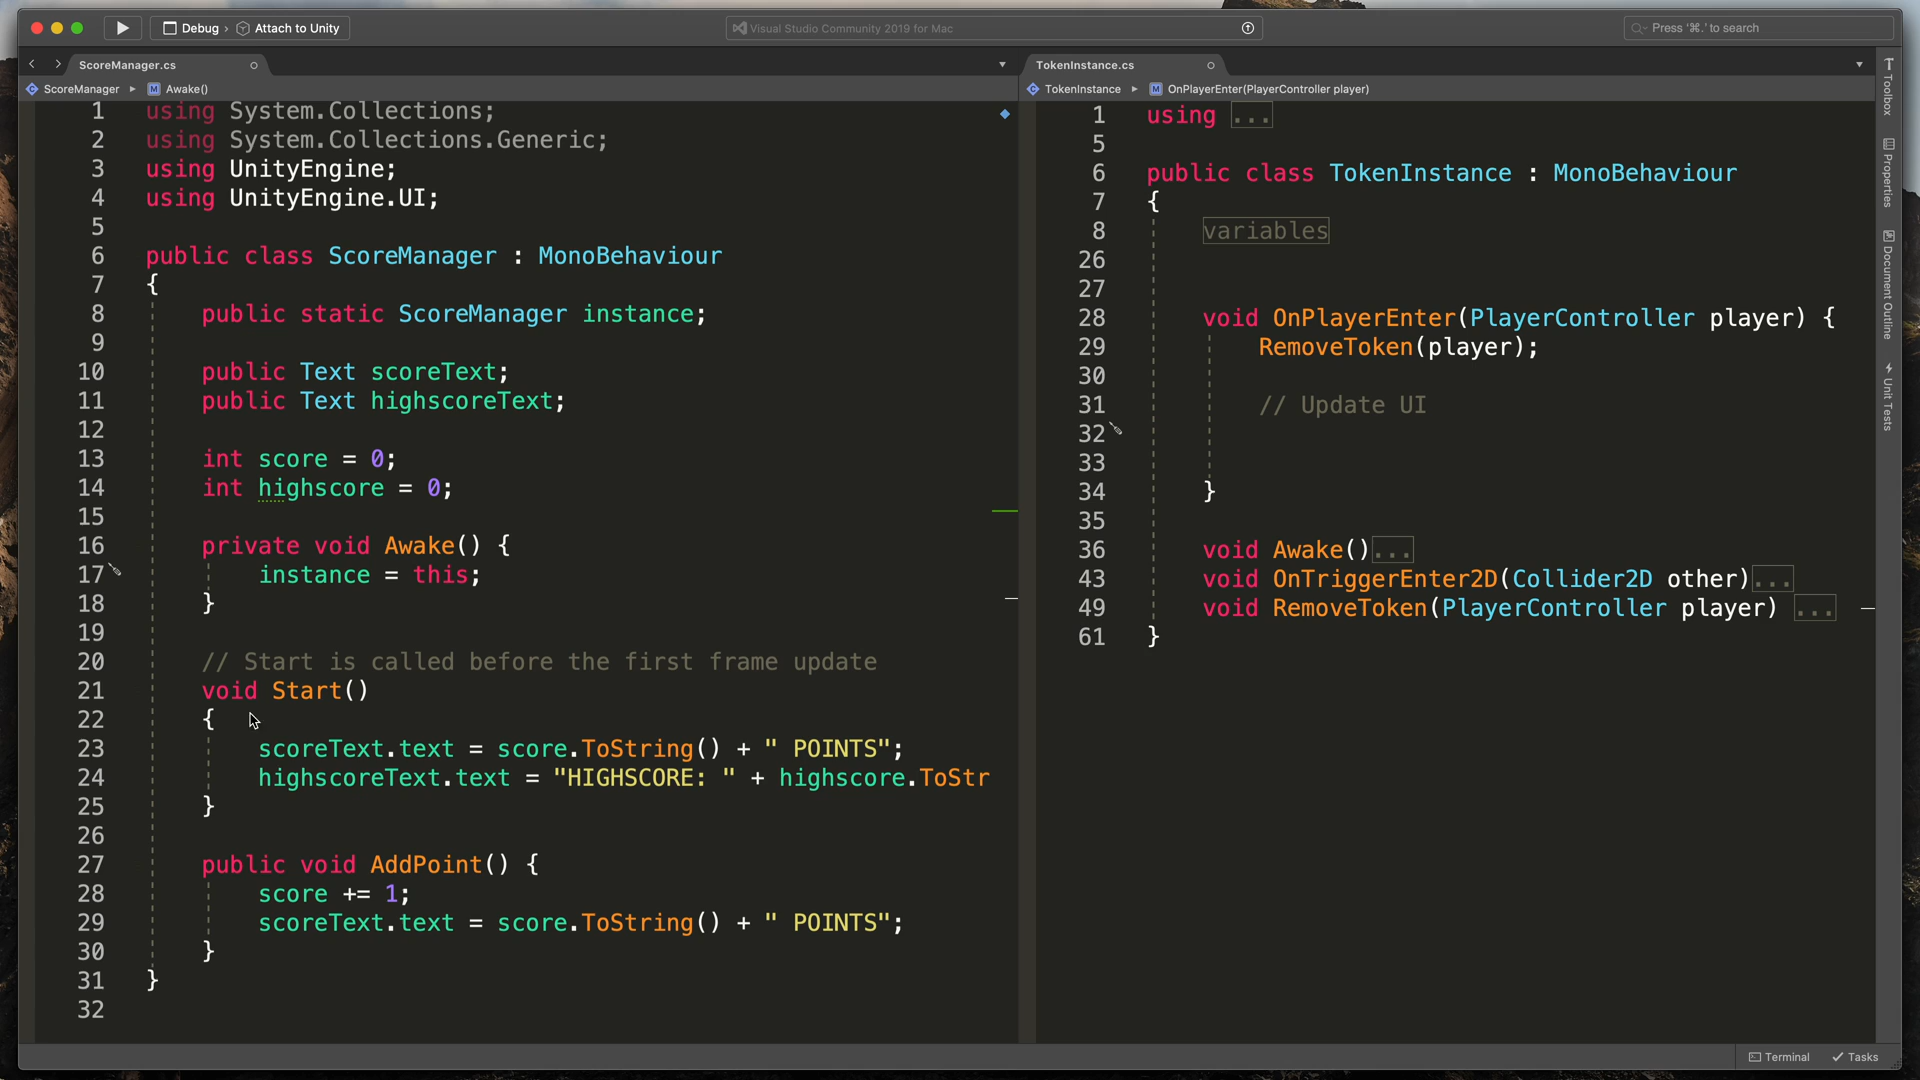 Debug › Attach to Unity
Visual Studio Community 2019 for Mac
Press '⌘.' to search
ScoreManager.cs
ScoreManager ▸ M Awake()
1 using System.Collections;
2 using System.Collections.Generic;
3 using UnityEngine;
4 using UnityEngine.UI;
5
6 public class ScoreManager : MonoBehaviour
7 {
8 public static ScoreManager instance;
9
10 public Text scoreText;
11 public Text highscoreText;
12
13 int score = 0;
14 int highscore = 0;
15
16 private void Awake() {
17 instance = this;
18 }
19
20 // Start is called before the first frame update
21 void Start()
22 {
23 scoreText.text = score.ToString() + " POINTS";
24 highscoreText.text = "HIGHSCORE: " + highscore.ToStr
25 }
26
27 public void AddPoint() {
28 score += 1;
29 scoreText.text = score.ToString() + " POINTS";
30 }
31 }
32
TokenInstance.cs
TokenInstance ▸ M OnPlayerEnter(PlayerController player)
1 using ...
5
6 public class TokenInstance : MonoBehaviour
7 {
8 variables
26
27
28 void OnPlayerEnter(PlayerController player) {
29 RemoveToken(player);
30
31 // Update UI
32
33
34 }
35
36 void Awake()...
43 void OnTriggerEnter2D(Collider2D other)...
49 void RemoveToken(PlayerController player) ...
61 }
Toolbox
Properties
Document Outline
Unit Tests
Terminal
Tasks